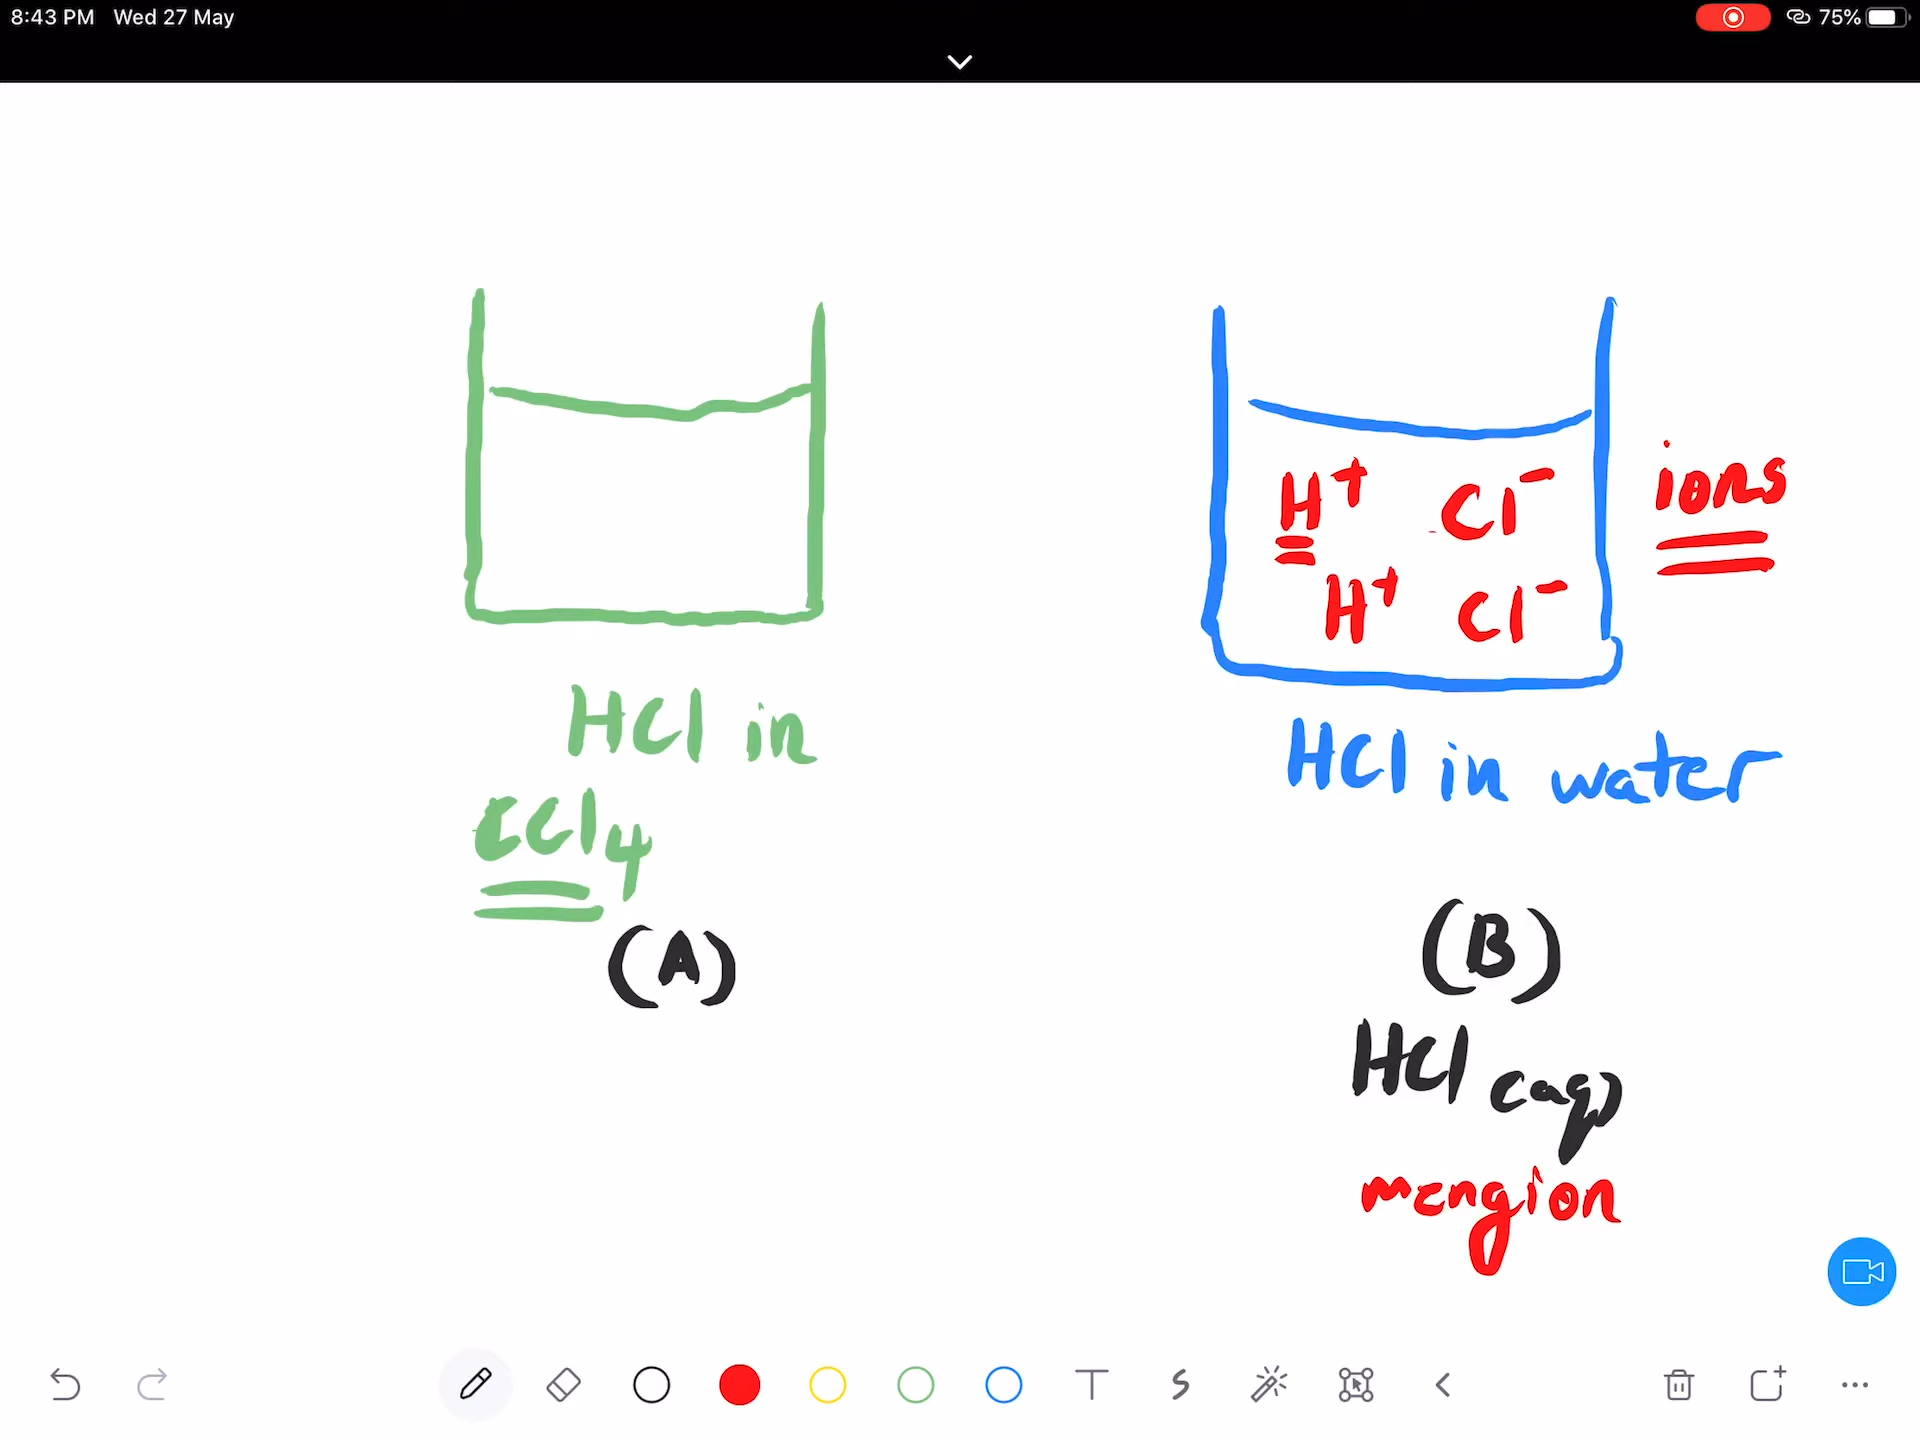 8:43 PM Wed 27 May
75%
H⁺ Cl⁻
H⁺ Cl⁻
ions
HCl in
CCl₄
(A)
HCl in water
(B)
HCl (aq)
mengion